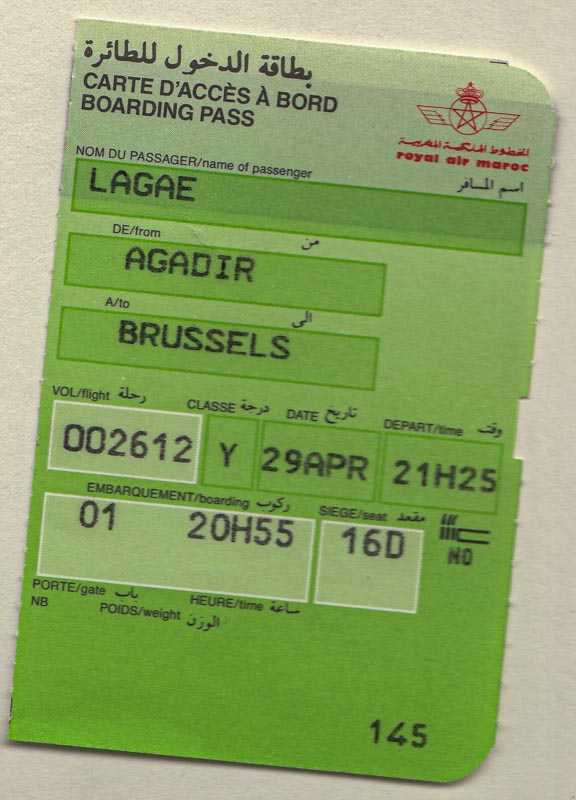 بطاقة الدخول للطائرة
CARTE D'ACCÈS À BORD
BOARDING PASS
الخطوط الملكية المغربية
royal air maroc
NOM DU PASSAGER/name of passenger اسم المسافر
LAGAE
DE/from من
AGADIR
A/to الى
BRUSSELS
VOL/flight رحلة CLASSE درجة DATE تاريخ DEPART/time وقت
002612 Y 29APR 21H25
EMBARQUEMENT/boarding ركوب SIEGE/seat مقعد
01 20H55 16D NO
PORTE/gate باب HEURE/time ساعة
NB POIDS/weight الوزن
145